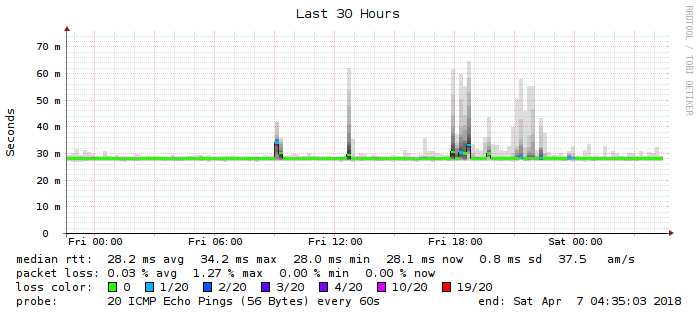 Last 30 Hours
RRDTOOL / TOBI OETIKER
Seconds
70 m
60 m
50 m
40 m
30 m
20 m
10 m
0
Fri 00:00 Fri 06:00 Fri 12:00 Fri 18:00 Sat 00:00
median rtt: 28.2 ms avg 34.2 ms max 28.0 ms min 28.1 ms now 0.8 ms sd 37.5 am/s
packet loss: 0.03 % avg 1.27 % max 0.00 % min 0.00 % now
loss color: 0 1/20 2/20 3/20 4/20 10/20 19/20
probe: 20 ICMP Echo Pings (56 Bytes) every 60s end: Sat Apr 7 04:35:03 2018